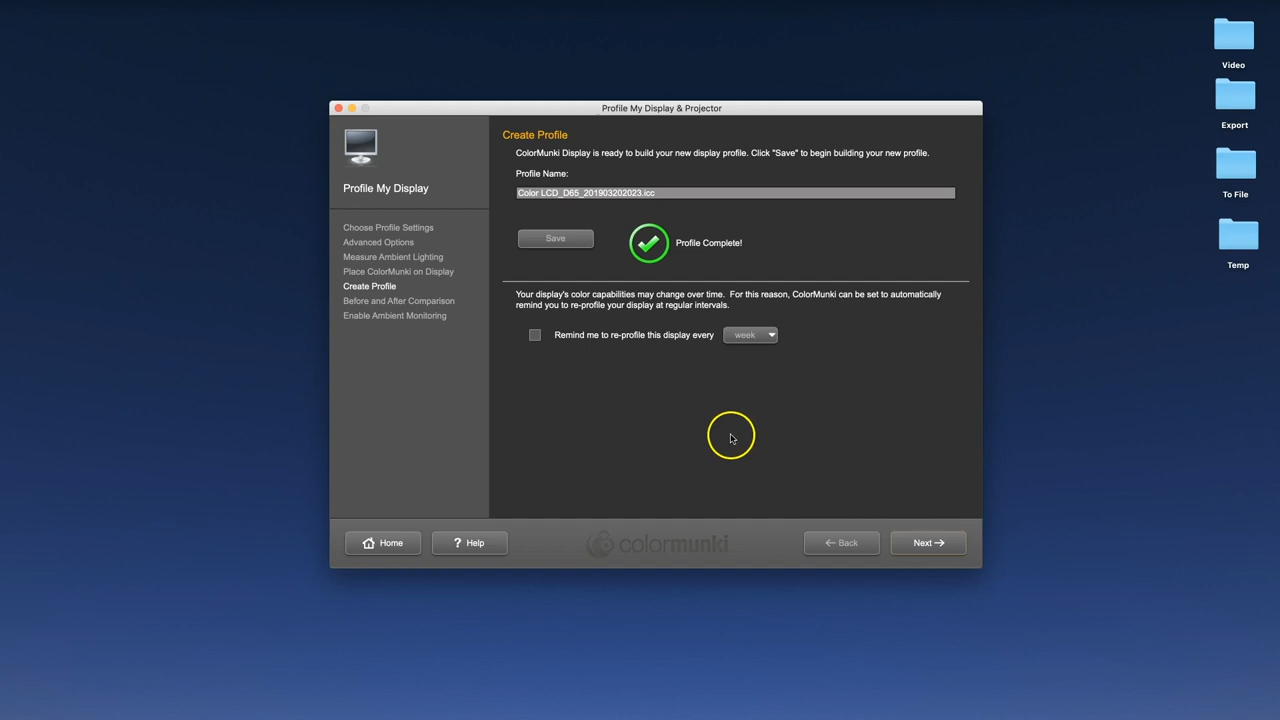 Profile My Display & Projector
Profile My Display
Choose Profile Settings
Advanced Options
Measure Ambient Lighting
Place ColorMunki on Display
Create Profile
Before and After Comparison
Enable Ambient Monitoring
Create Profile
ColorMunki Display is ready to build your new display profile. Click "Save" to begin building your new profile.
Profile Name:
Color LCD_D65_201903202023.icc
Save
Profile Complete!
Your display's color capabilities may change over time. For this reason, ColorMunki can be set to automatically
remind you to re-profile your display at regular intervals.
Remind me to re-profile this display every week
Home
? Help
colormunki
← Back
Next →
Video
Export
To File
Temp